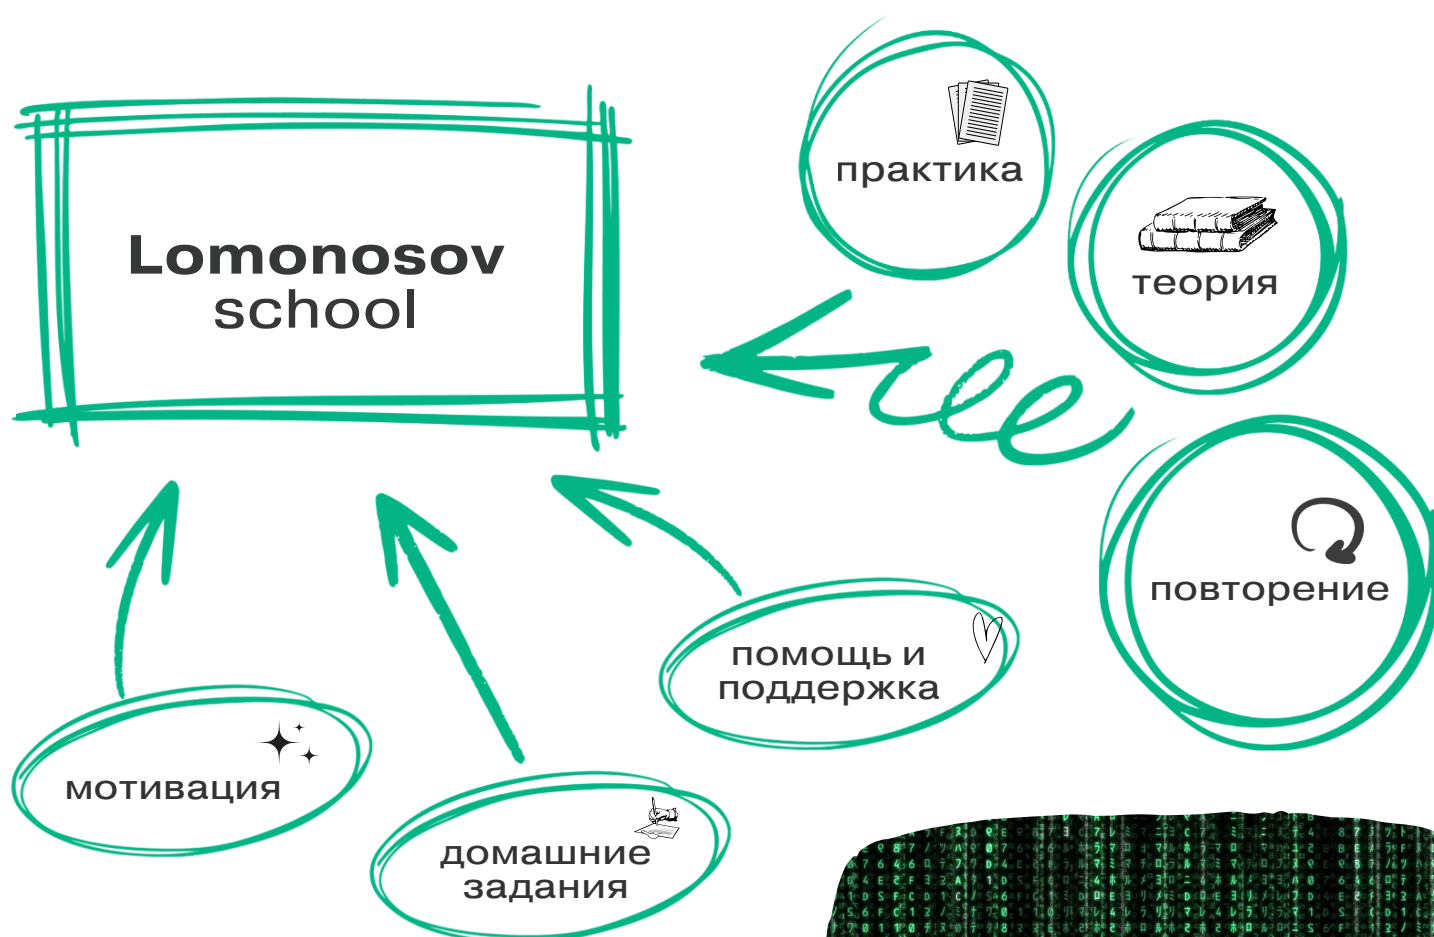 Lomonosov
school
практика
теория
повторение
помощь и
поддержка
мотивация
домашние
задания